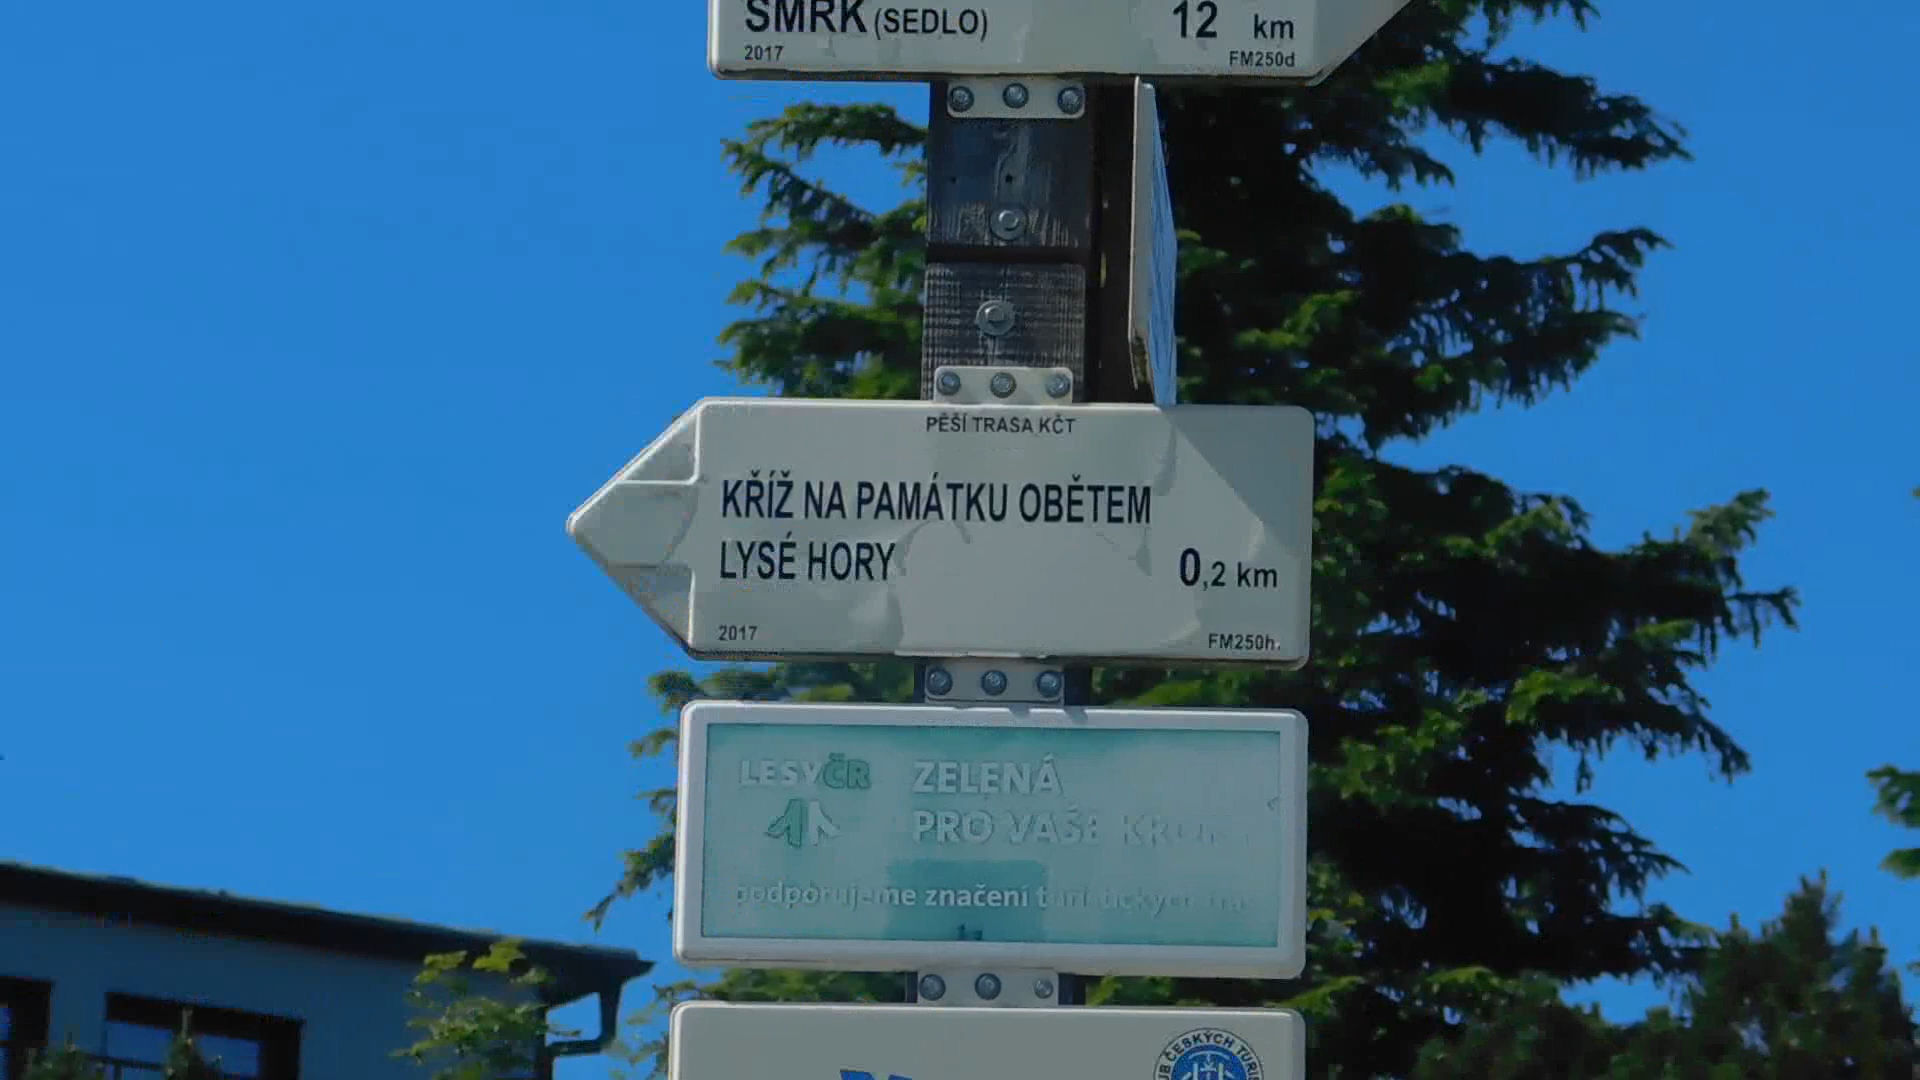 SMRK (SEDLO) 12 km
2017 FM250d
PĚŠÍ TRASA KČT
KŘÍŽ NA PAMÁTKU OBĚTEM
LYSÉ HORY 0,2 km
2017 FM250h
LESY ČR ZELENÁ
PRO VAŠE
podporujeme značení
ČESKÝCH